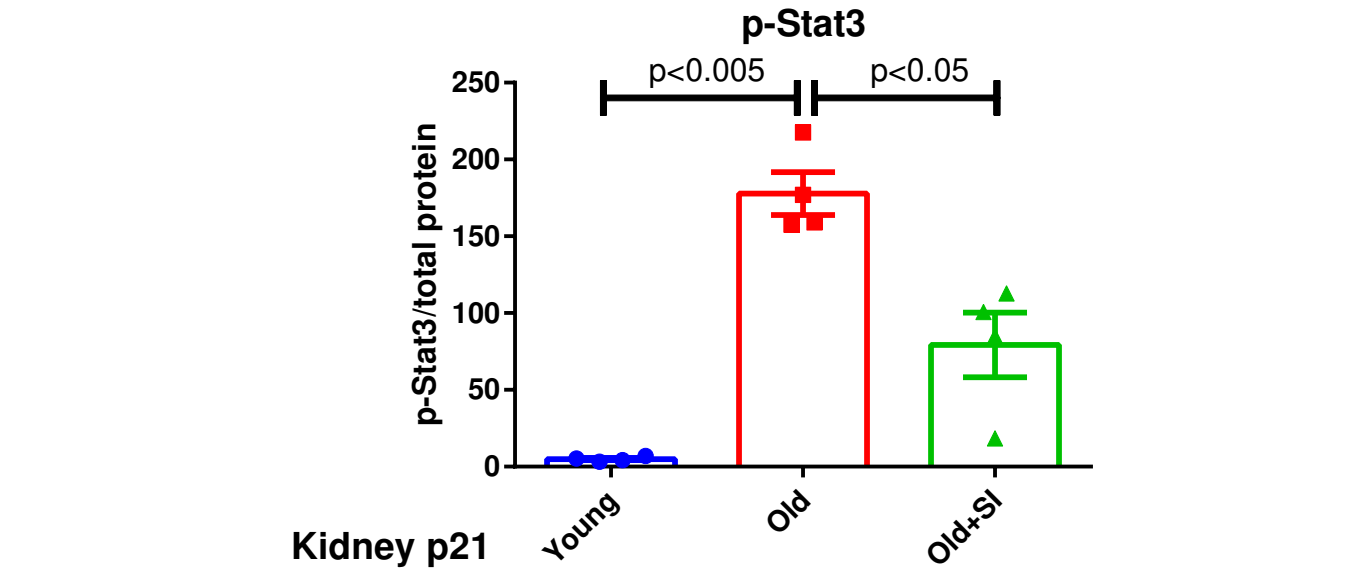 p-Stat3
p<0.005
p<0.05
p-Stat3/total protein
250
200
150
100
50
0
Young
Old
Old+SI
Kidney p21